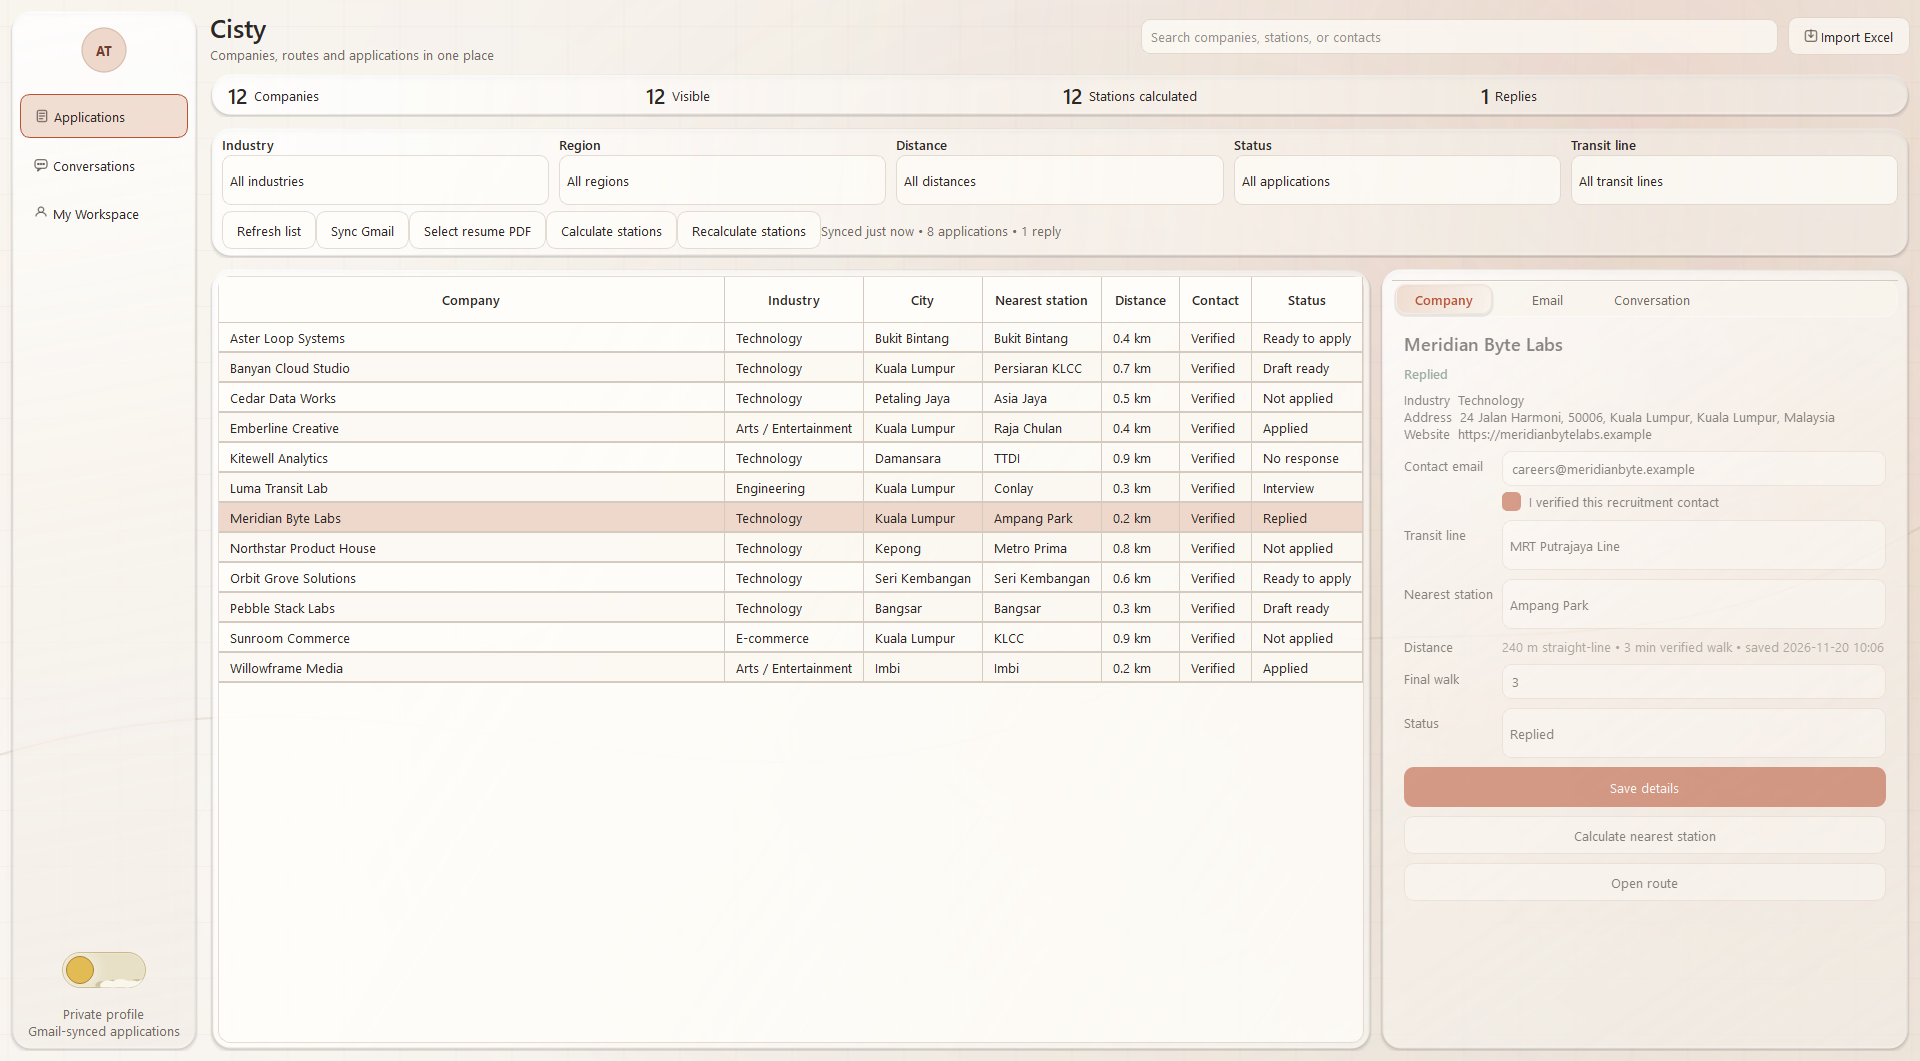 AT
Applications
Conversations
My Workspace
Private profile
Gmail-synced applications
Cisty
Companies, routes and applications in one place
Search companies, stations, or contacts
Import Excel
12 Companies
12 Visible
12 Stations calculated
1 Replies
Industry Region Distance Status Transit line
All industries All regions All distances All applications All transit lines
Refresh list Sync Gmail Select resume PDF Calculate stations Recalculate stations Synced just now • 8 applications • 1 reply
Company Industry City Nearest station Distance Contact Status
Aster Loop Systems Technology Bukit Bintang Bukit Bintang 0.4 km Verified Ready to apply
Banyan Cloud Studio Technology Kuala Lumpur Persiaran KLCC 0.7 km Verified Draft ready
Cedar Data Works Technology Petaling Jaya Asia Jaya 0.5 km Verified Not applied
Emberline Creative Arts / Entertainment Kuala Lumpur Raja Chulan 0.4 km Verified Applied
Kitewell Analytics Technology Damansara TTDI 0.9 km Verified No response
Luma Transit Lab Engineering Kuala Lumpur Conlay 0.3 km Verified Interview
Meridian Byte Labs Technology Kuala Lumpur Ampang Park 0.2 km Verified Replied
Northstar Product House Technology Kepong Metro Prima 0.8 km Verified Not applied
Orbit Grove Solutions Technology Seri Kembangan Seri Kembangan 0.6 km Verified Ready to apply
Pebble Stack Labs Technology Bangsar Bangsar 0.3 km Verified Draft ready
Sunroom Commerce E-commerce Kuala Lumpur KLCC 0.9 km Verified Not applied
Willowframe Media Arts / Entertainment Imbi Imbi 0.2 km Verified Applied
Company Email Conversation
Meridian Byte Labs
Replied
Industry Technology
Address 24 Jalan Harmoni, 50006, Kuala Lumpur, Kuala Lumpur, Malaysia
Website https://meridianbytelabs.example
Contact email careers@meridianbyte.example
I verified this recruitment contact
Transit line MRT Putrajaya Line
Nearest station Ampang Park
Distance 240 m straight-line • 3 min verified walk • saved 2026-11-20 10:06
Final walk 3
Status Replied
Save details
Calculate nearest station
Open route